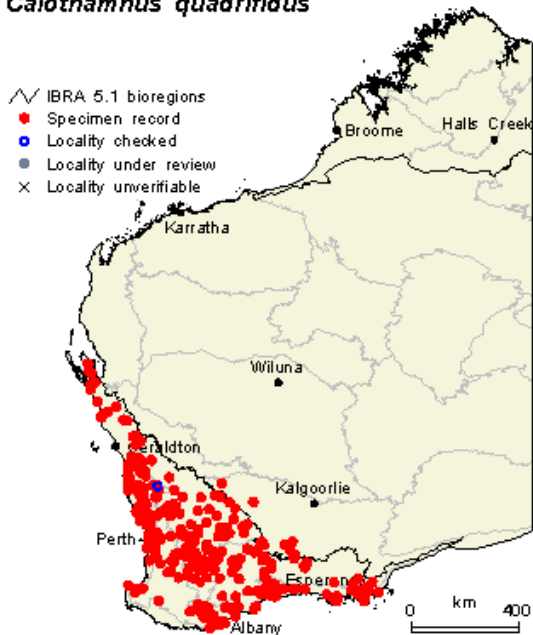 Calothamnus quadrifidus
IBRA 5.1 bioregions
Specimen record
Locality checked
Locality under review
Locality unverifiable
Broome
Halls Creek
Karratha
Wiluna
Geraldton
Kalgoorlie
Perth
Esperance
Albany
km
0 400